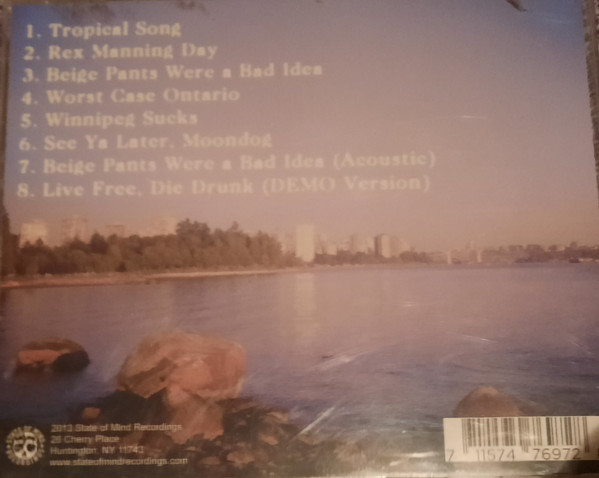 1. Tropical Song
2. Rex Manning Day
3. Beige Pants Were a Bad Idea
4. Worst Case Ontario
5. Winnipeg Sucks
6. See Ya Later, Moondog
7. Beige Pants Were a Bad Idea (Acoustic)
8. Live Free, Die Drunk (DEMO Version)
2013 State of Mind Recordings
26 Cherry Place
Huntington, NY 11743
www.stateofmindrecordings.com
7 11574 76972